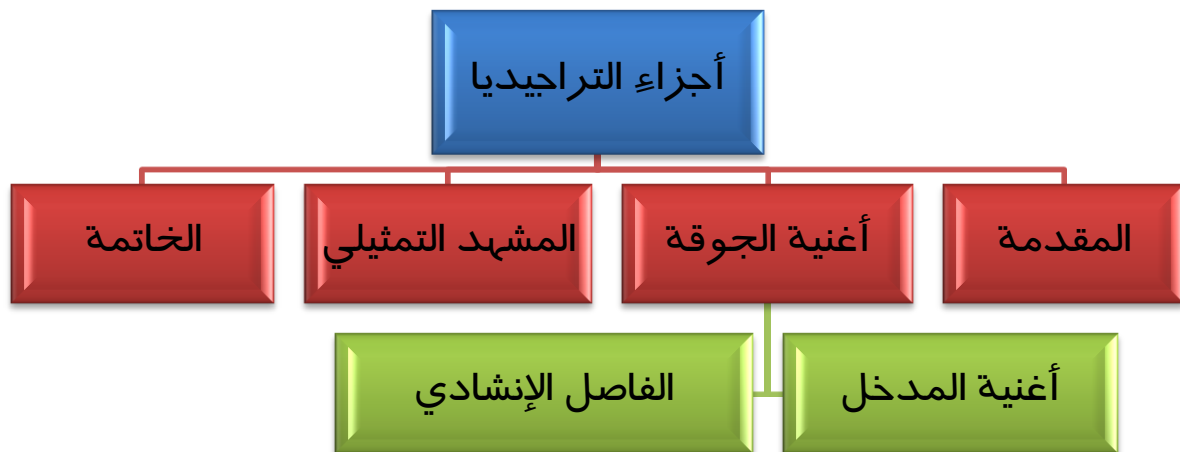 أجزاءِ التراجيديا
المقدمة
أغنية الجوقة
المشهد التمثيلي
الخاتمة
أغنية المدخل
الفاصل الإنشادي